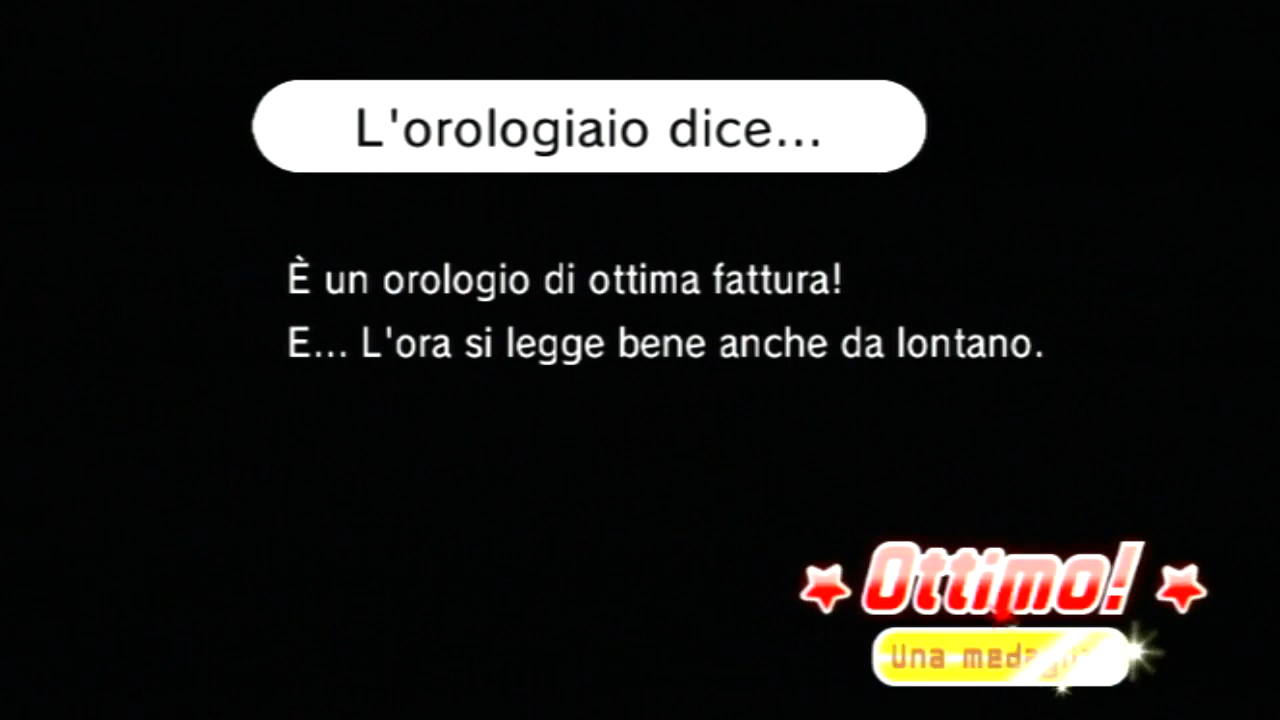 L'orologiaio dice...
È un orologio di ottima fattura!
E... L'ora si legge bene anche da lontano.
Ottimo!
Una